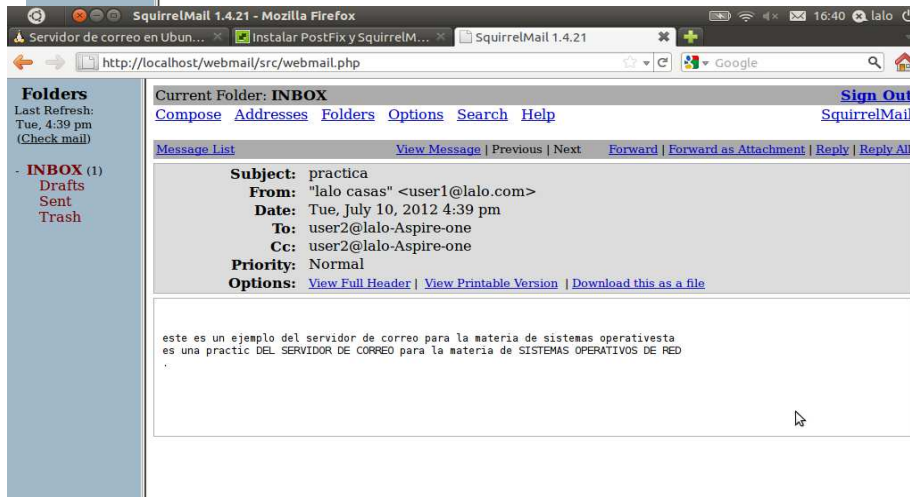 SquirrelMail 1.4.21 - Mozilla Firefox
16:40 lalo
Servidor de correo en Ubun...
Instalar PostFix y SquirrelM...
SquirrelMail 1.4.21
http://localhost/webmail/src/webmail.php
Google
Folders
Last Refresh:
Tue, 4:39 pm
(Check mail)
- INBOX (1)
Drafts
Sent
Trash
Current Folder: INBOX
Sign Out
Compose Addresses Folders Options Search Help
SquirrelMail
Message List
View Message | Previous | Next
Forward | Forward as Attachment | Reply | Reply All
Subject: practica
From: "lalo casas" <user1@lalo.com>
Date: Tue, July 10, 2012 4:39 pm
To: user2@lalo-Aspire-one
Cc: user2@lalo-Aspire-one
Priority: Normal
Options: View Full Header | View Printable Version | Download this as a file
este es un ejemplo del servidor de correo para la materia de sistemas operativesta
es una practic DEL SERVIDOR DE CORREO para la materia de SISTEMAS OPERATIVOS DE RED
.